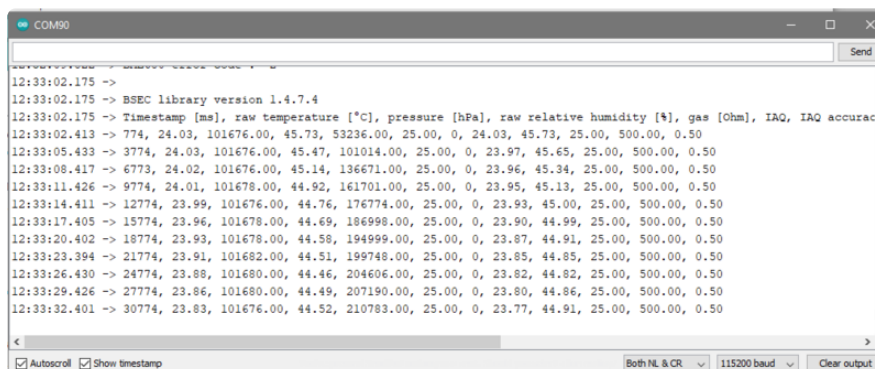 COM90
Send
12:33:02.175 ->
12:33:02.175 -> BSEC library version 1.4.7.4
12:33:02.175 -> Timestamp [ms], raw temperature [°C], pressure [hPa], raw relative humidity [%], gas [Ohm], IAQ, IAQ accurac
12:33:02.413 -> 774, 24.03, 101676.00, 45.73, 53236.00, 25.00, 0, 24.03, 45.73, 25.00, 500.00, 0.50
12:33:05.433 -> 3774, 24.03, 101676.00, 45.47, 101014.00, 25.00, 0, 23.97, 45.65, 25.00, 500.00, 0.50
12:33:08.417 -> 6773, 24.02, 101676.00, 45.14, 136671.00, 25.00, 0, 23.96, 45.34, 25.00, 500.00, 0.50
12:33:11.426 -> 9774, 24.01, 101678.00, 44.92, 161701.00, 25.00, 0, 23.95, 45.13, 25.00, 500.00, 0.50
12:33:14.411 -> 12774, 23.99, 101676.00, 44.76, 176774.00, 25.00, 0, 23.93, 45.00, 25.00, 500.00, 0.50
12:33:17.405 -> 15774, 23.96, 101678.00, 44.69, 186998.00, 25.00, 0, 23.90, 44.99, 25.00, 500.00, 0.50
12:33:20.402 -> 18774, 23.93, 101678.00, 44.58, 194999.00, 25.00, 0, 23.87, 44.91, 25.00, 500.00, 0.50
12:33:23.394 -> 21774, 23.91, 101682.00, 44.51, 199748.00, 25.00, 0, 23.85, 44.85, 25.00, 500.00, 0.50
12:33:26.430 -> 24774, 23.88, 101680.00, 44.46, 204606.00, 25.00, 0, 23.82, 44.82, 25.00, 500.00, 0.50
12:33:29.426 -> 27774, 23.86, 101680.00, 44.49, 207190.00, 25.00, 0, 23.80, 44.86, 25.00, 500.00, 0.50
12:33:32.401 -> 30774, 23.83, 101676.00, 44.52, 210783.00, 25.00, 0, 23.77, 44.91, 25.00, 500.00, 0.50
Autoscroll Show timestamp Both NL & CR 115200 baud Clear output